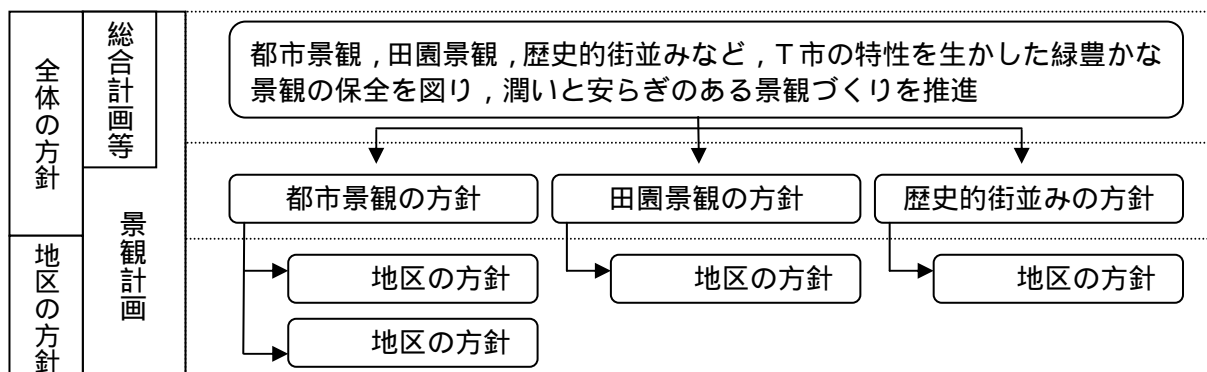 全体の方針
総合計画等
都市景観，田園景観，歴史的街並みなど，Ｔ市の特性を生かした緑豊かな
景観の保全を図り，潤いと安らぎのある景観づくりを推進
景観計画
都市景観の方針
田園景観の方針
歴史的街並みの方針
地区の方針
地区の方針
地区の方針
地区の方針
地区の方針